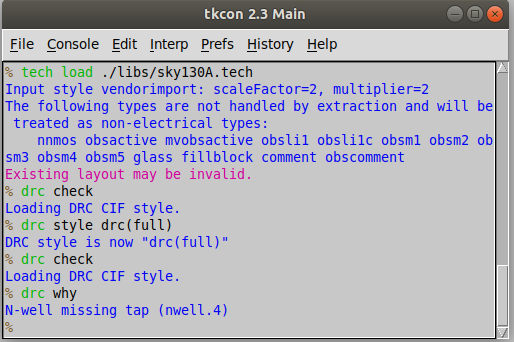 tkcon 2.3 Main
File Console Edit Interp Prefs History Help
% tech load ./libs/sky130A.tech
Input style vendorimport: scaleFactor=2, multiplier=2
The following types are not handled by extraction and will be
 treated as non-electrical types:
    nnmos obsactive mvobsactive obsli1 obsli1c obsm1 obsm2 ob
sm3 obsm4 obsm5 glass fillblock comment obscomment
Existing layout may be invalid.
% drc check
Loading DRC CIF style.
% drc style drc(full)
DRC style is now "drc(full)"
% drc check
Loading DRC CIF style.
% drc why
N-well missing tap (nwell.4)
%